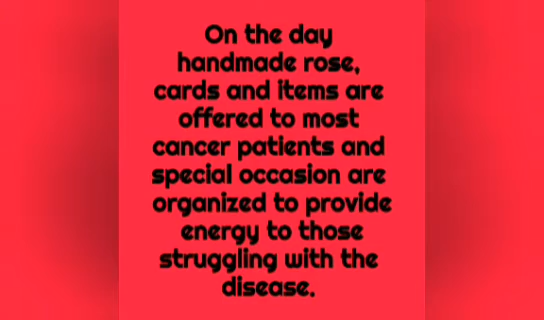 On the day
handmade rose,
cards and items are
offered to most
cancer patients and
special occasion are
organized to provide
energy to those
struggling with the
disease.